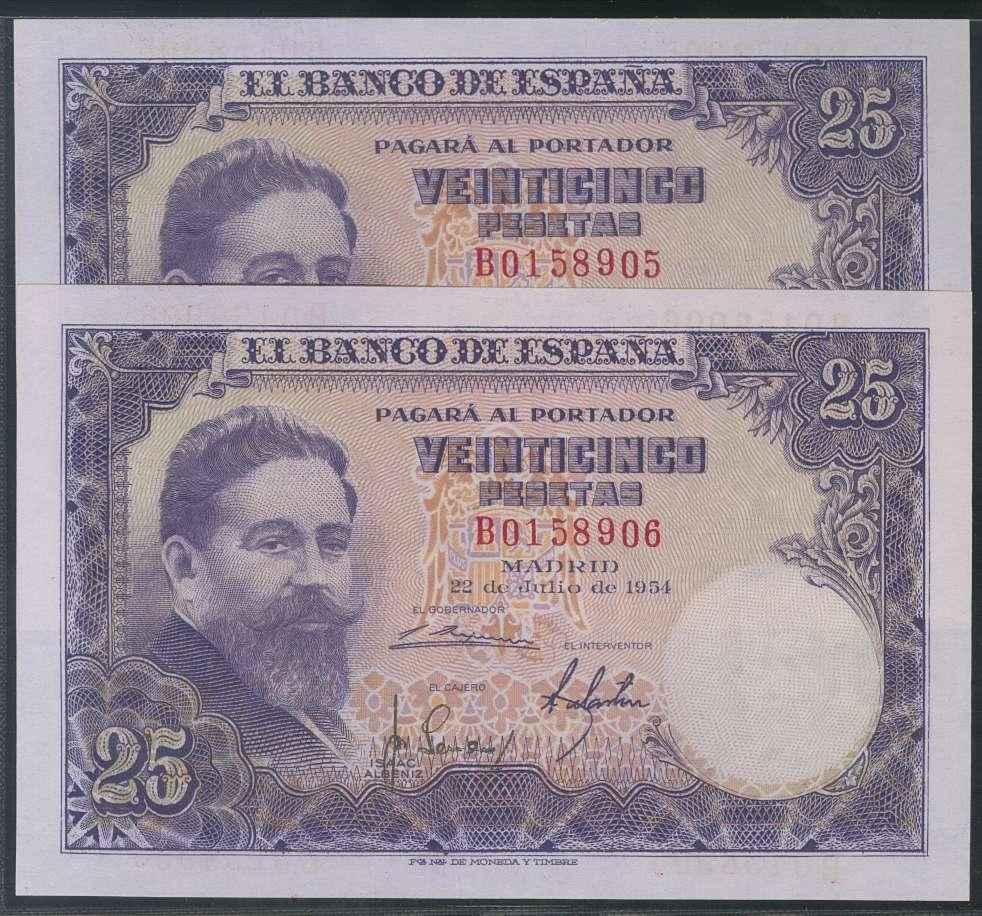 EL BANCO DE ESPAÑA
25
PAGARÁ AL PORTADOR
VEINTICINCO
PESETAS
B0158905
EL BANCO DE ESPAÑA
25
PAGARÁ AL PORTADOR
VEINTICINCO
PESETAS
B0158906
MADRID
22 de Julio de 1954
EL GOBERNADOR
EL INTERVENTOR
EL CAJERO
ISAAC
ALBENIZ
25
FCA NAL DE MONEDA Y TIMBRE